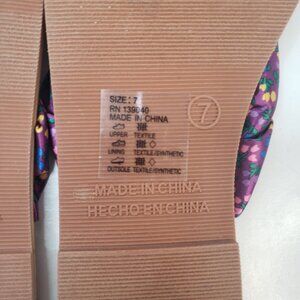 SIZE: 7
RN 139040
MADE IN CHINA
UPPER TEXTILE
LINING TEXTILE/SYNTHETIC
OUTSOLE TEXTILE/SYNTHETIC
7
MADE IN CHINA
HECHO EN CHINA